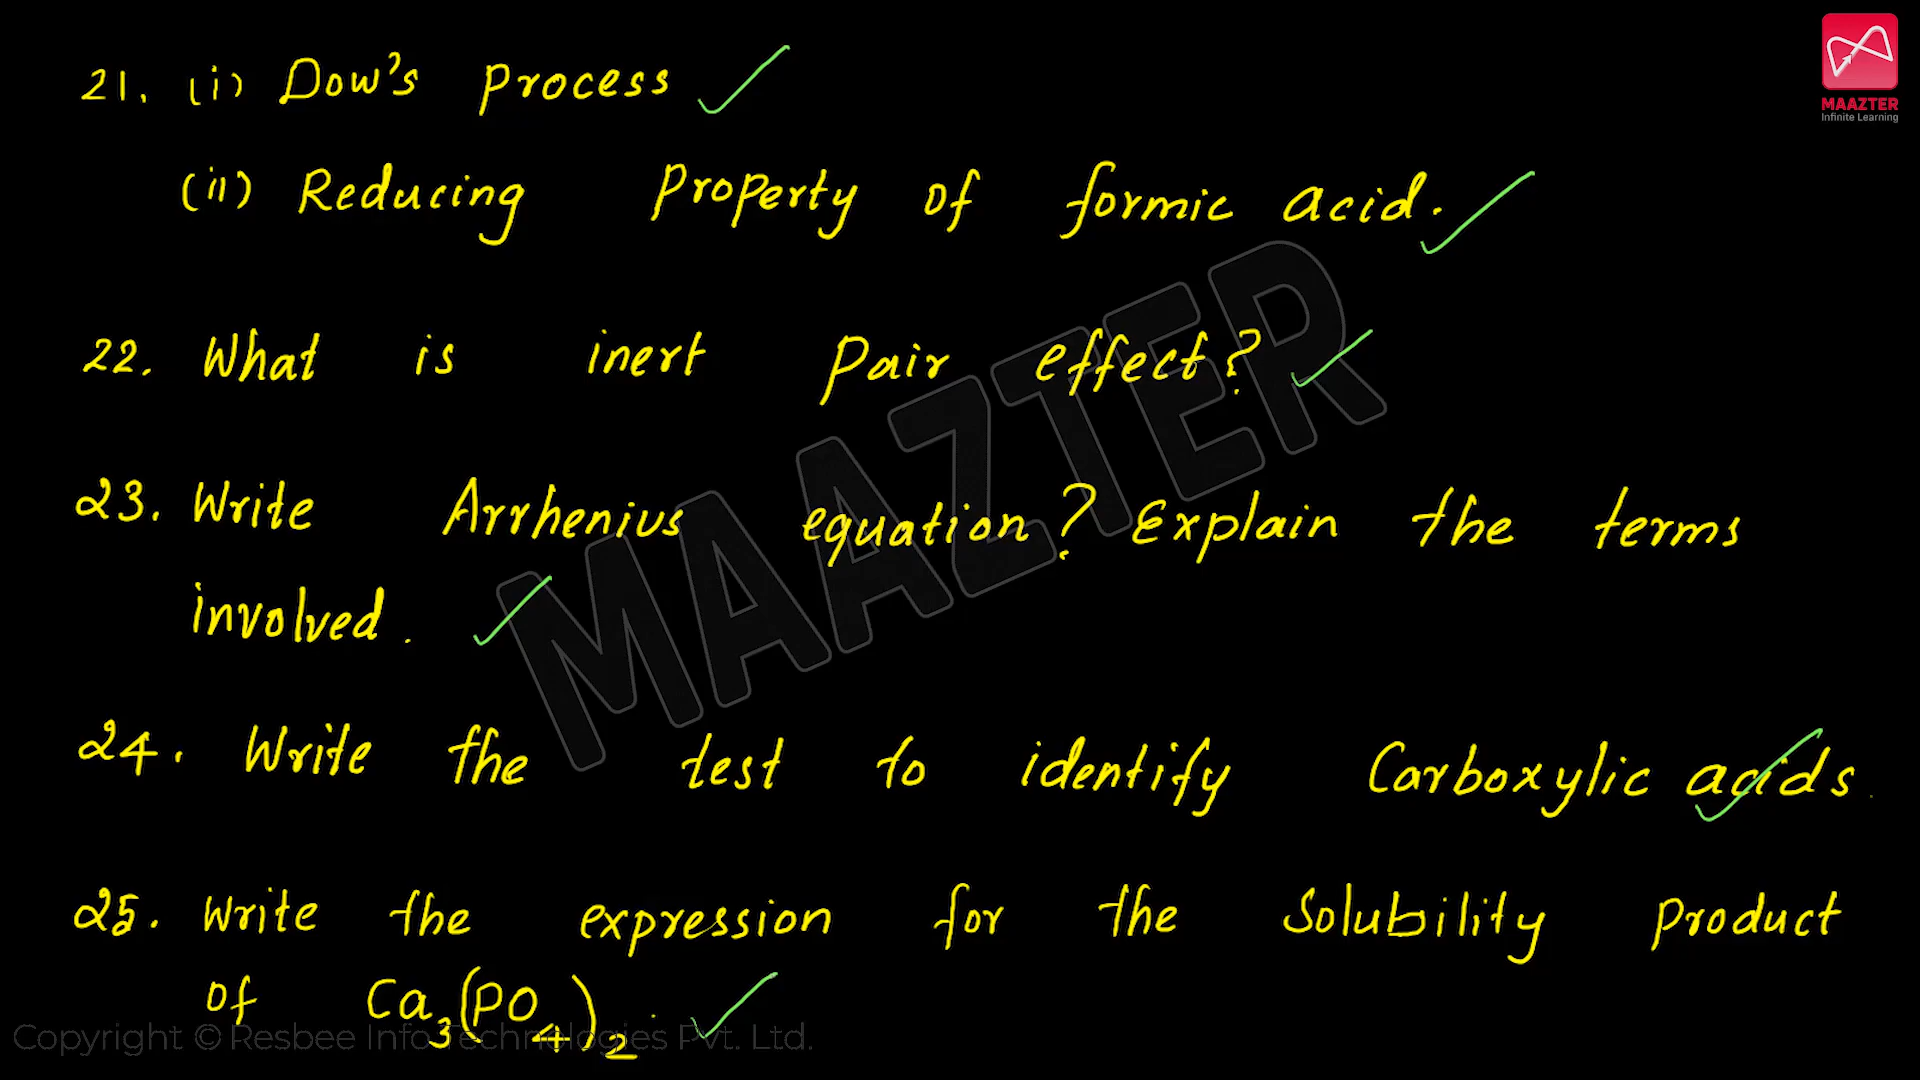 21. (i) Dow's process
(ii) Reducing property of formic acid.
22. What is inert pair effect?
23. Write Arrhenius equation? Explain the terms
involved.
24. Write the test to identify Carboxylic acids.
25. Write the expression for the solubility product
of Ca₃(PO₄)₂.
MAAZTER
Infinite Learning
MAAZTER
Copyright © Resbee Info Technologies Pvt. Ltd.